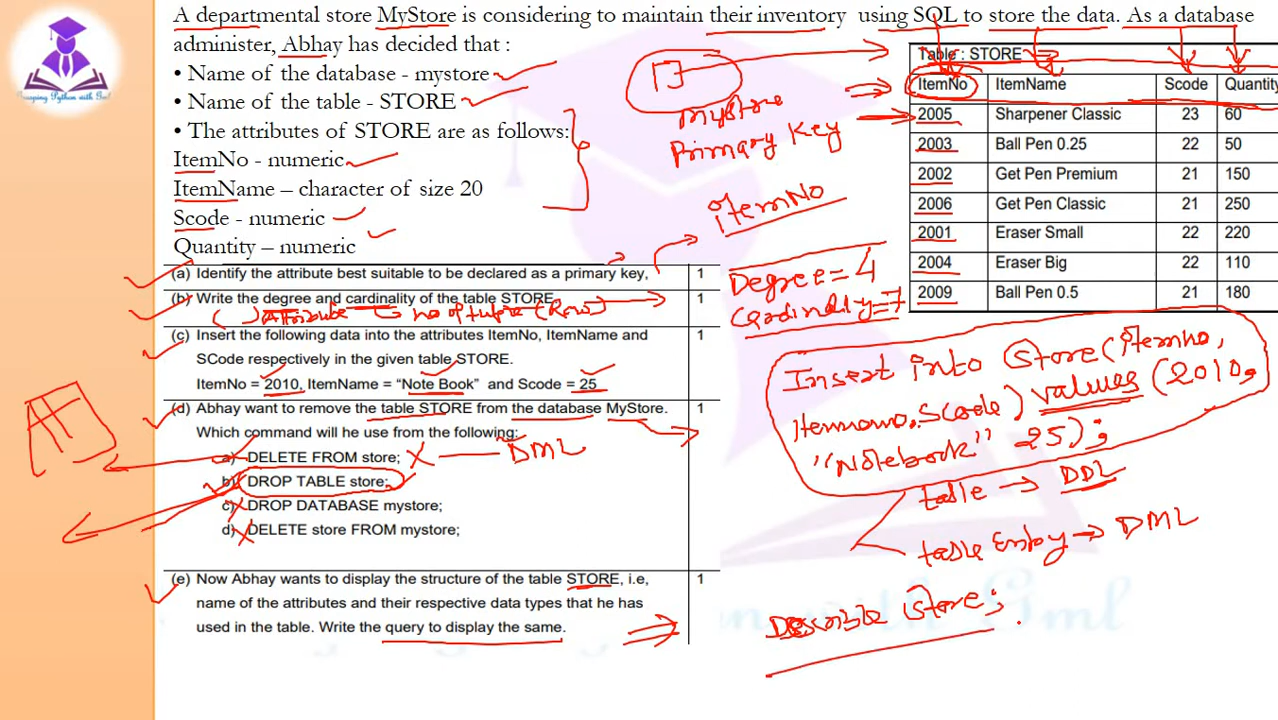 A departmental store MyStore is considering to maintain their inventory using SQL to store the data. As a database
administer, Abhay has decided that :
• Name of the database - mystore
• Name of the table - STORE
• The attributes of STORE are as follows:
ItemNo - numeric
ItemName – character of size 20
Scode - numeric
Quantity – numeric
Mystore
Primary Key
itemNo
Table : STORE
ItemNo ItemName Scode Quantity
2005 Sharpener Classic 23 60
2003 Ball Pen 0.25 22 50
2002 Get Pen Premium 21 150
2006 Get Pen Classic 21 250
2001 Eraser Small 22 220
2004 Eraser Big 22 110
2009 Ball Pen 0.5 21 180
(a) Identify the attribute best suitable to be declared as a primary key, 1
(b) Write the degree and cardinality of the table STORE. 1
( ) Attribute no of tuple (Row)
Degree = 4
Cardinality = 7
(c) Insert the following data into the attributes ItemNo, ItemName and 1
SCode respectively in the given table STORE.
ItemNo = 2010, ItemName = “Note Book” and Scode = 25
Insert into Store (itemno,
Scode) values (2010,
"Notebook" 25);
(d) Abhay want to remove the table STORE from the database MyStore. 1
Which command will he use from the following:
a) DELETE FROM store;
DML
b) DROP TABLE store;
c) DROP DATABASE mystore;
d) DELETE store FROM mystore;
table → DDL
table → DML
(e) Now Abhay wants to display the structure of the table STORE, i.e, 1
name of the attributes and their respective data types that he has
used in the table. Write the query to display the same.
Describe Store;